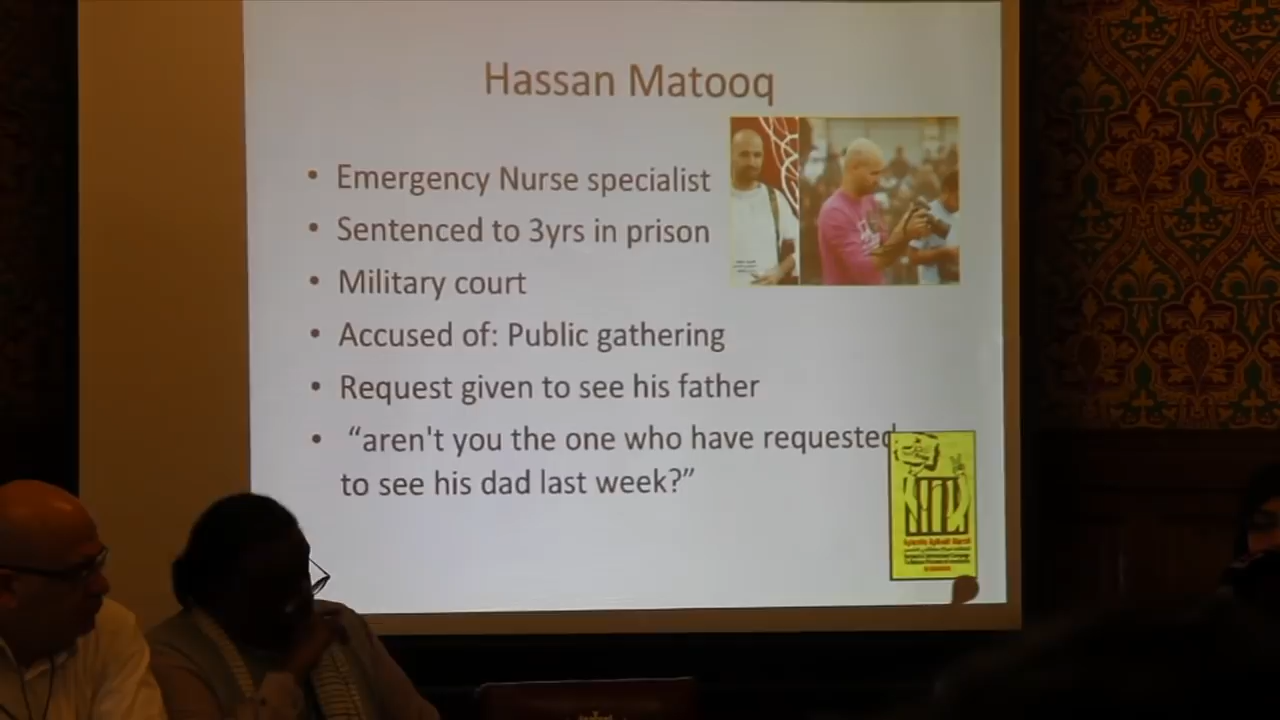 Hassan Matooq
• Emergency Nurse specialist
• Sentenced to 3yrs in prison
• Military court
• Accused of: Public gathering
• Request given to see his father
• “aren't you the one who have requested
to see his dad last week?”